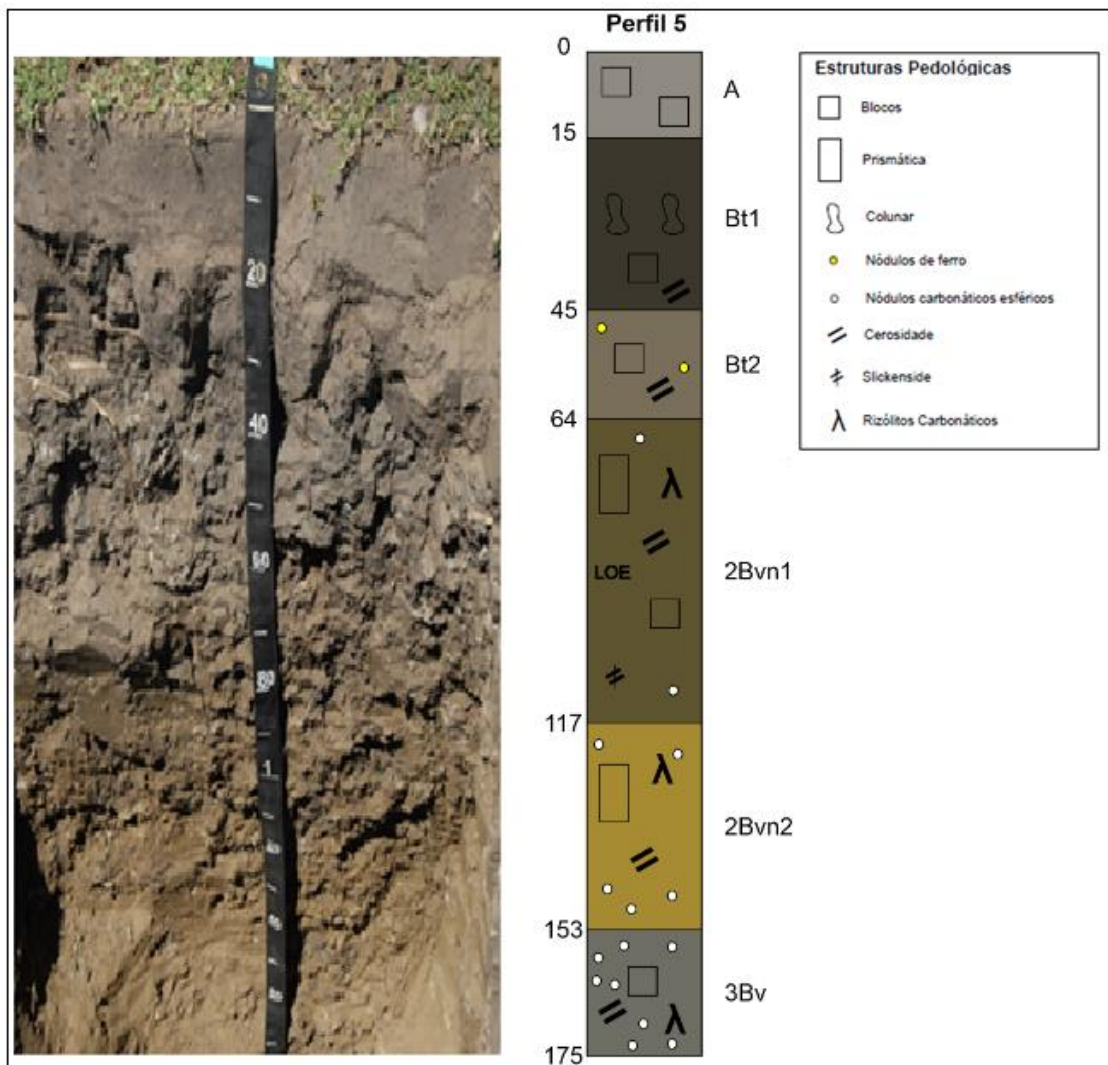 Perfil 5
0
A
15
Bt1
45
Bt2
64
2Bvn1
LOE
117
2Bvn2
153
3Bv
175
Estruturas Pedológicas
Blocos
Prismática
Colunar
Nódulos de ferro
Nódulos carbonáticos esféricos
Cerosidade
Slickenside
Rizólitos Carbonáticos
20
40
60
80
1